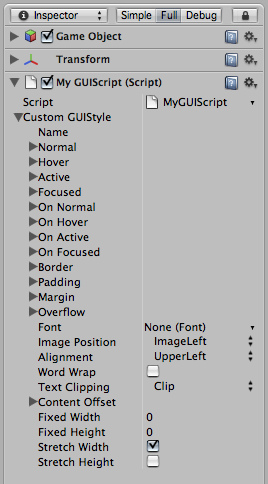 Inspector Simple Full Debug
Game Object
Transform
My GUIScript (Script)
Script MyGUIScript
Custom GUIStyle
Name
Normal
Hover
Active
Focused
On Normal
On Hover
On Active
On Focused
Border
Padding
Margin
Overflow
Font None (Font)
Image Position ImageLeft
Alignment UpperLeft
Word Wrap
Text Clipping Clip
Content Offset
Fixed Width 0
Fixed Height 0
Stretch Width
Stretch Height